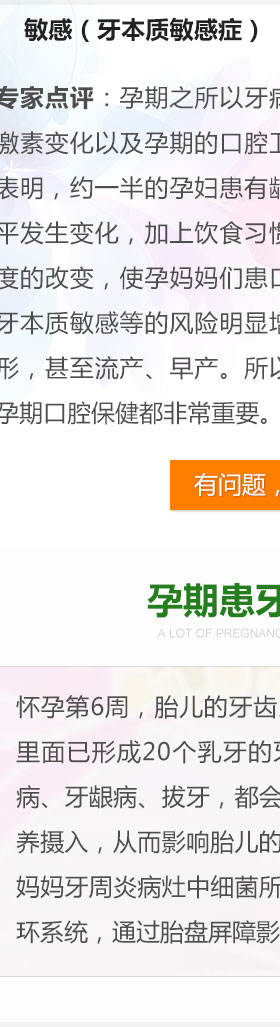 敏感（牙本质敏感症）
专家点评：孕期之所以牙病
激素变化以及孕期的口腔卫
表明，约一半的孕妇患有龈
平发生变化，加上饮食习惯
度的改变，使孕妈妈们患口
牙本质敏感等的风险明显增
形，甚至流产、早产。所以
孕期口腔保健都非常重要。
有问题，
孕期患牙
A LOT OF PREGNANC
怀孕第6周，胎儿的牙齿
里面已形成20个乳牙的牙
病、牙龈病、拔牙，都会
养摄入，从而影响胎儿的
妈妈牙周炎病灶中细菌所
环系统，通过胎盘屏障影